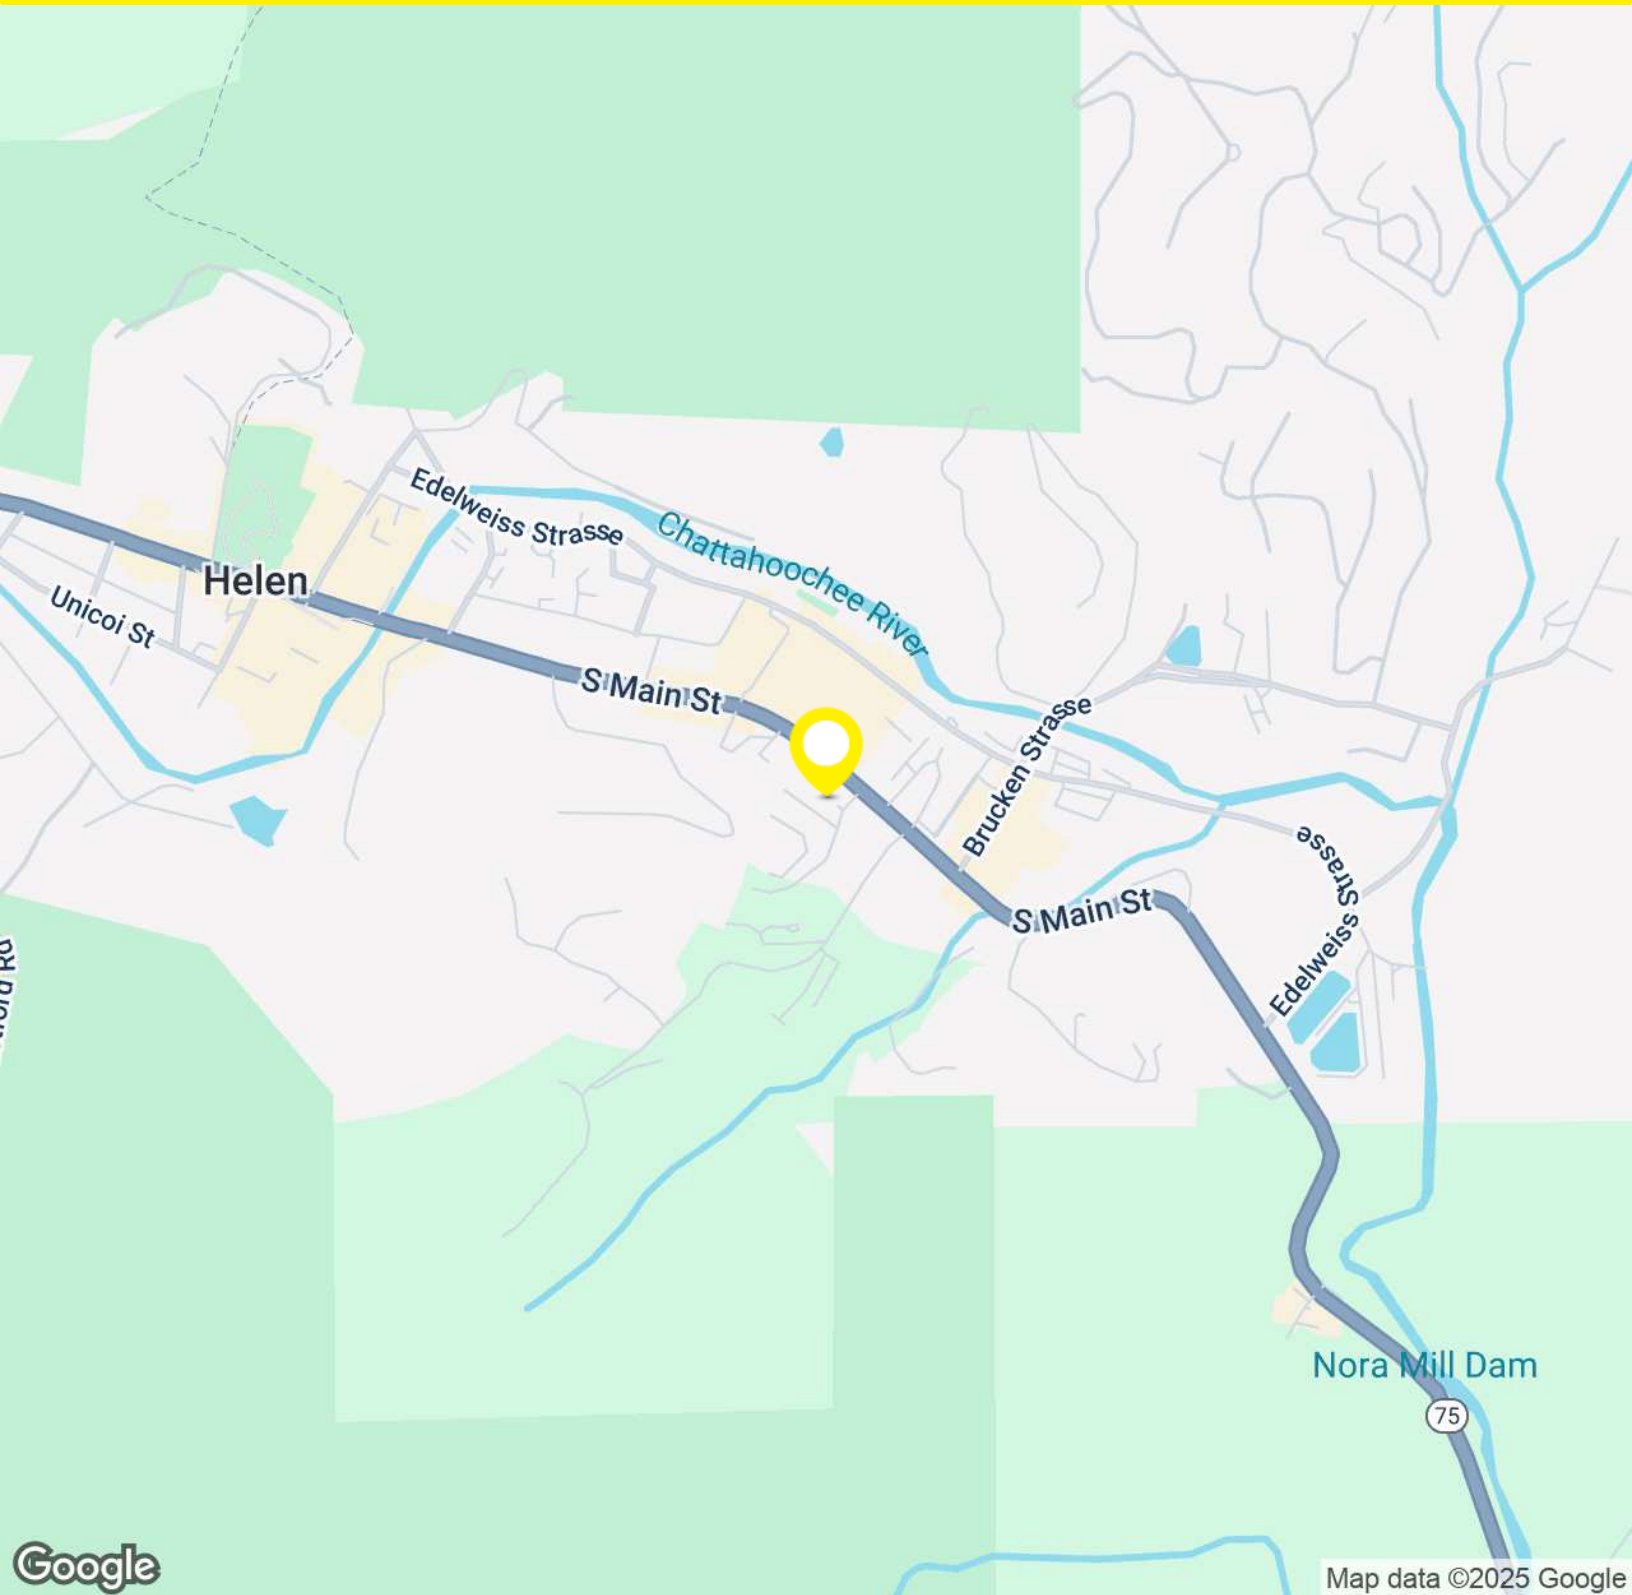 Edelweiss Strasse
Chattahoochee River
Helen
Unicoi St
S Main St
Brucken Strasse
Edelweiss Strasse
S Main St
Nora Mill Dam
75
Google
Map data ©2025 Google